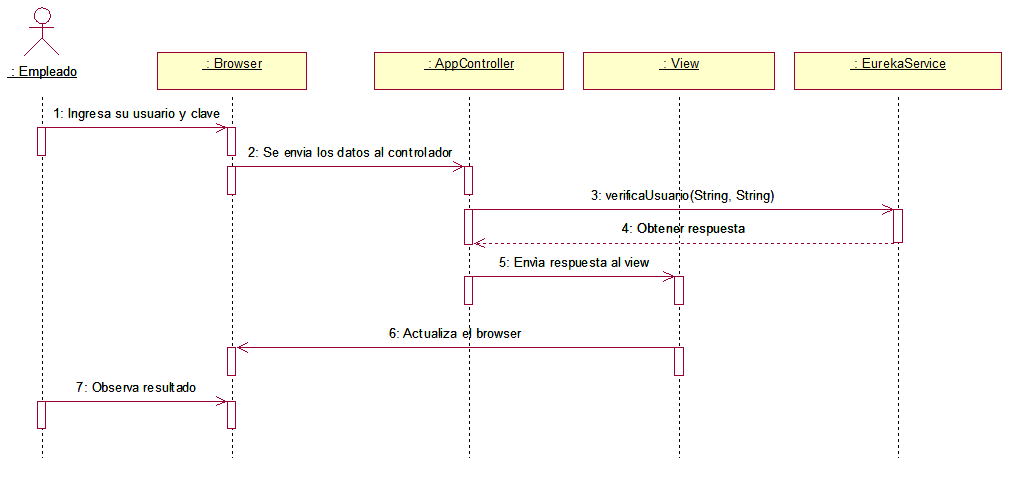 : Empleado
: Browser
: AppController
: View
: EurekaService
1: Ingresa su usuario y clave
2: Se envia los datos al controlador
3: verificaUsuario(String, String)
4: Obtener respuesta
5: Envìa respuesta al view
6: Actualiza el browser
7: Observa resultado